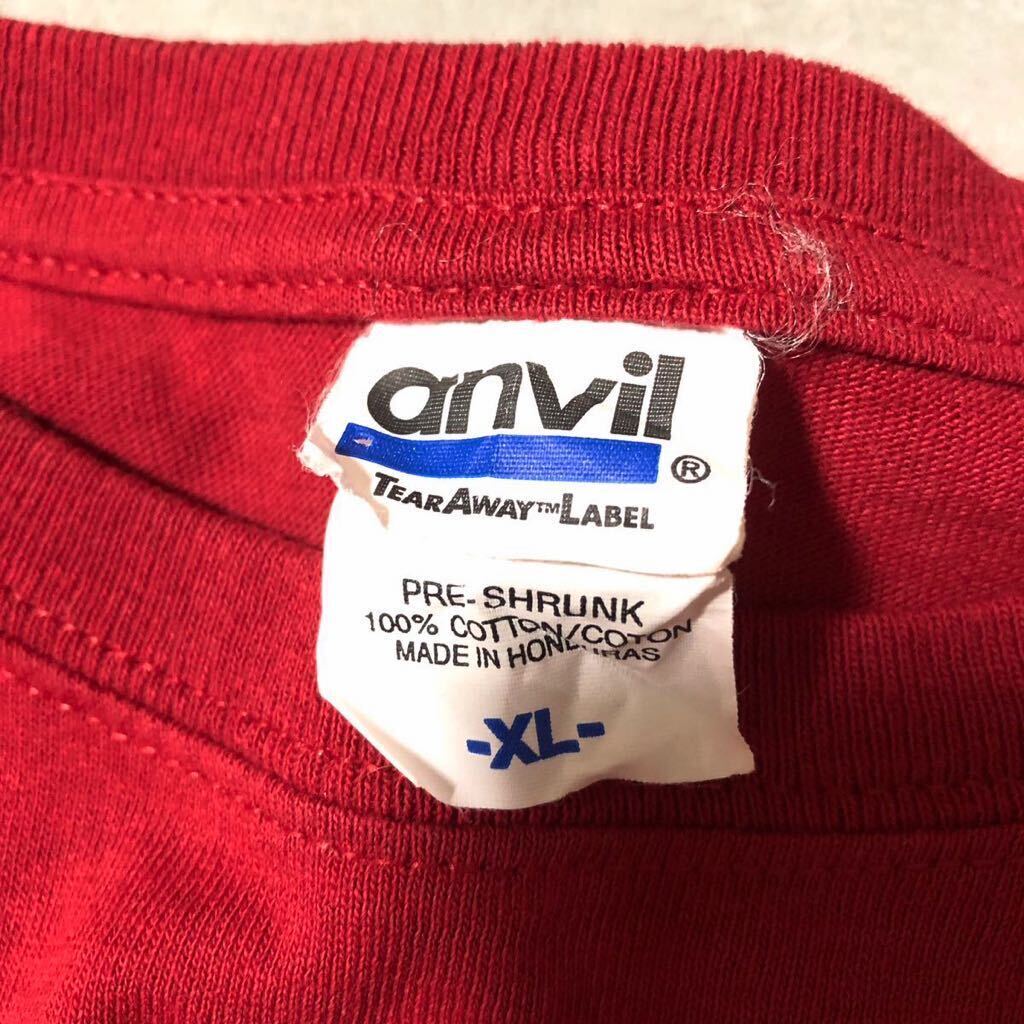 anvil
®
TEARAWAY™LABEL
PRE-SHRUNK
100% COTTON/COTON
MADE IN HONDURAS
-XL-